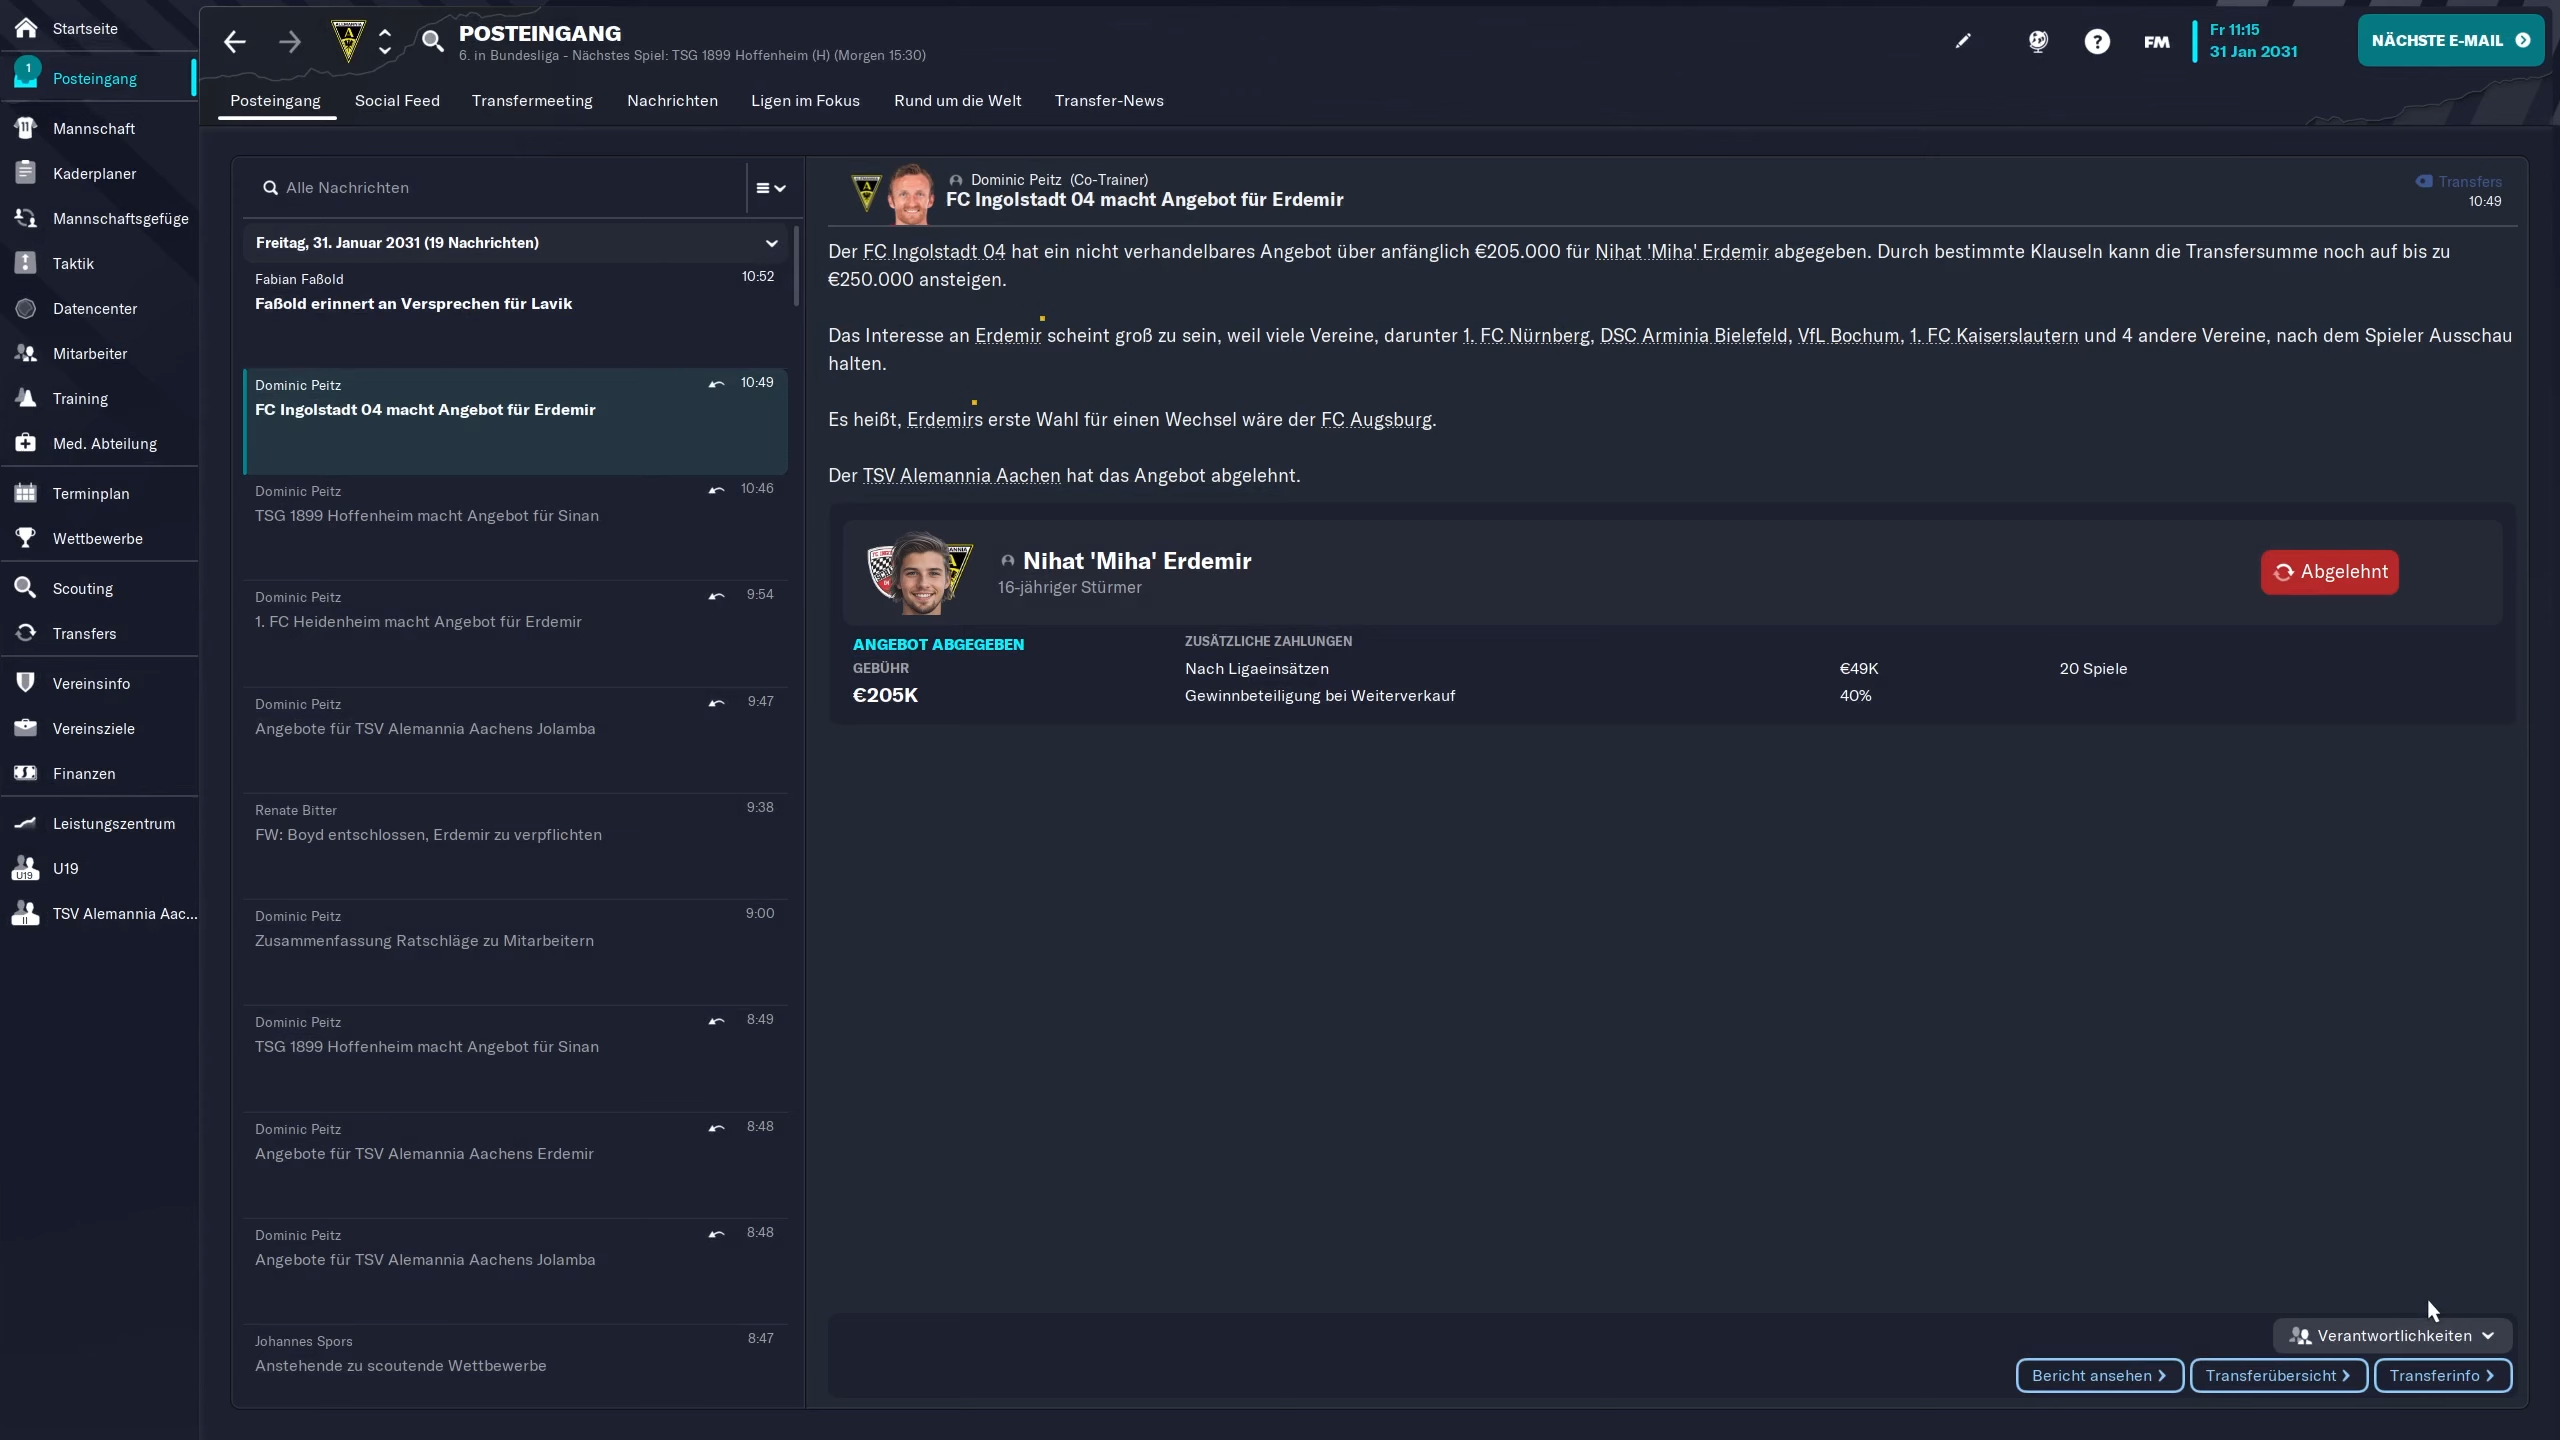 Startseite
1
Posteingang
Mannschaft
Kaderplaner
Mannschaftsgefüge
Taktik
Datencenter
Mitarbeiter
Training
Med. Abteilung
Terminplan
Wettbewerbe
Scouting
Transfers
Vereinsinfo
Vereinsziele
Finanzen
Leistungszentrum
U19
U19
TSV Alemannia Aac...
POSTEINGANG
6. in Bundesliga - Nächstes Spiel: TSG 1899 Hoffenheim (H) (Morgen 15:30)
FM
Fr 11:15
31 Jan 2031
NÄCHSTE E-MAIL
Posteingang
Social Feed
Transfermeeting
Nachrichten
Ligen im Fokus
Rund um die Welt
Transfer-News
Alle Nachrichten
Freitag, 31. Januar 2031 (19 Nachrichten)
Fabian Faßold 10:52
Faßold erinnert an Versprechen für Lavik
Dominic Peitz 10:49
FC Ingolstadt 04 macht Angebot für Erdemir
Dominic Peitz 10:46
TSG 1899 Hoffenheim macht Angebot für Sinan
Dominic Peitz 9:54
1. FC Heidenheim macht Angebot für Erdemir
Dominic Peitz 9:47
Angebote für TSV Alemannia Aachens Jolamba
Renate Bitter 9:38
FW: Boyd entschlossen, Erdemir zu verpflichten
Dominic Peitz 9:00
Zusammenfassung Ratschläge zu Mitarbeitern
Dominic Peitz 8:49
TSG 1899 Hoffenheim macht Angebot für Sinan
Dominic Peitz 8:48
Angebote für TSV Alemannia Aachens Erdemir
Dominic Peitz 8:48
Angebote für TSV Alemannia Aachens Jolamba
Johannes Spors 8:47
Anstehende zu scoutende Wettbewerbe
Dominic Peitz (Co-Trainer)
FC Ingolstadt 04 macht Angebot für Erdemir
Transfers
10:49
Der FC Ingolstadt 04 hat ein nicht verhandelbares Angebot über anfänglich €205.000 für Nihat 'Miha' Erdemir abgegeben. Durch bestimmte Klauseln kann die Transfersumme noch auf bis zu
€250.000 ansteigen.
Das Interesse an Erdemir scheint groß zu sein, weil viele Vereine, darunter 1. FC Nürnberg, DSC Arminia Bielefeld, VfL Bochum, 1. FC Kaiserslautern und 4 andere Vereine, nach dem Spieler Ausschau
halten.
Es heißt, Erdemirs erste Wahl für einen Wechsel wäre der FC Augsburg.
Der TSV Alemannia Aachen hat das Angebot abgelehnt.
Nihat 'Miha' Erdemir
16-jähriger Stürmer
Abgelehnt
ANGEBOT ABGEGEBEN
GEBÜHR
€205K
ZUSÄTZLICHE ZAHLUNGEN
Nach Ligaeinsätzen €49K 20 Spiele
Gewinnbeteiligung bei Weiterverkauf 40%
Verantwortlichkeiten
Bericht ansehen
Transferübersicht
Transferinfo